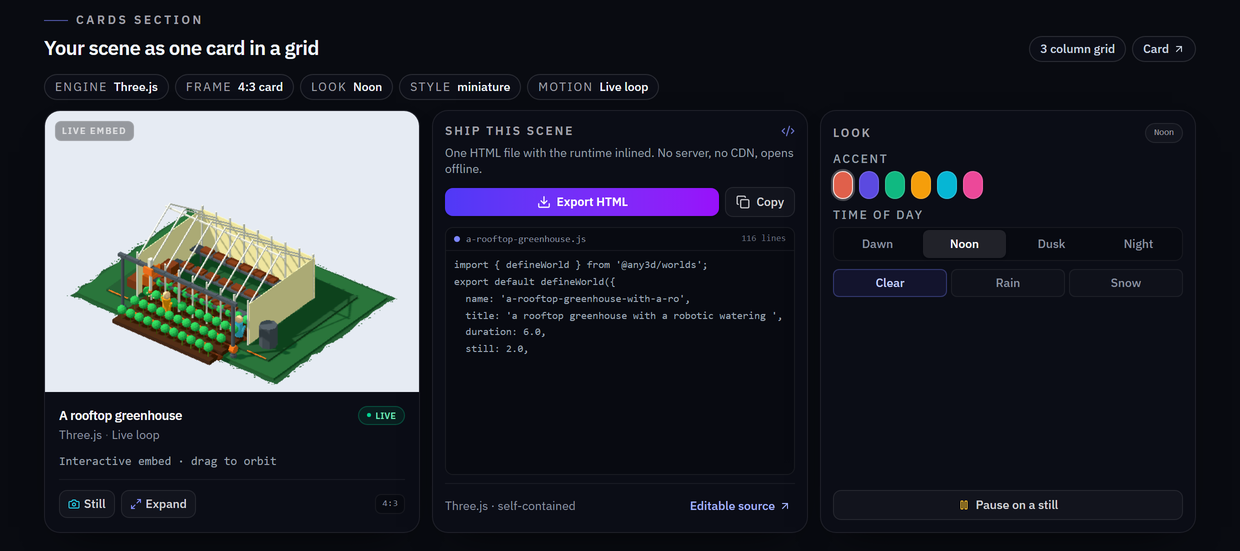 CARDS SECTION
Your scene as one card in a grid
3 column grid
Card ↗
ENGINE Three.js
FRAME 4:3 card
LOOK Noon
STYLE miniature
MOTION Live loop
LIVE EMBED
A rooftop greenhouse
LIVE
Three.js · Live loop
Interactive embed · drag to orbit
Still
Expand
4:3
SHIP THIS SCENE
</>
One HTML file with the runtime inlined. No server, no CDN, opens
offline.
Export HTML
Copy
a-rooftop-greenhouse.js
116 lines
import { defineWorld } from '@any3d/worlds';
export default defineWorld({
  name: 'a-rooftop-greenhouse-with-a-ro',
  title: 'a rooftop greenhouse with a robotic watering ',
  duration: 6.0,
  still: 2.0,
Three.js · self-contained
Editable source ↗
LOOK
Noon
ACCENT
TIME OF DAY
Dawn
Noon
Dusk
Night
Clear
Rain
Snow
Pause on a still